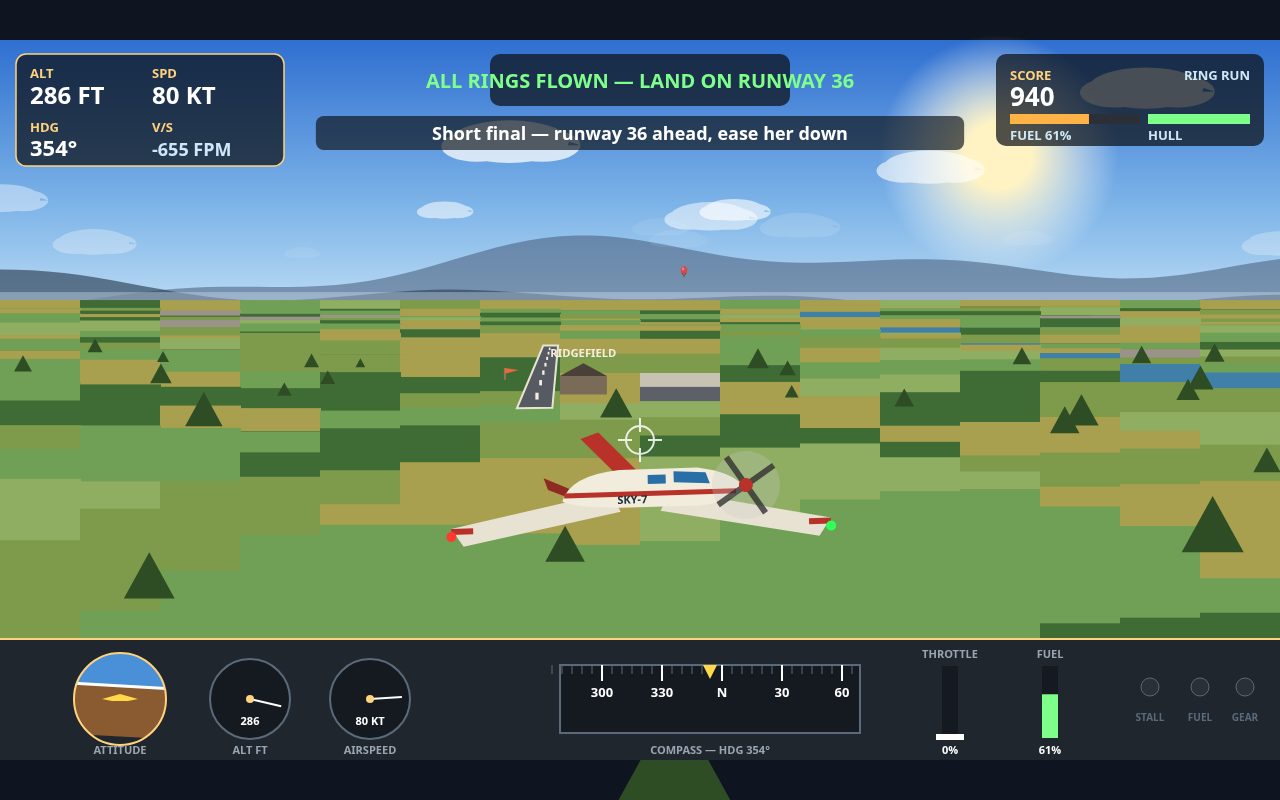 ALT
286 FT
SPD
80 KT
HDG
354°
V/S
-655 FPM
ALL RINGS FLOWN — LAND ON RUNWAY 36
Short final — runway 36 ahead, ease her down
SCORE
940
RING RUN
FUEL 61%
HULL
RIDGEFIELD
SKY-7
286
ATTITUDE
ALT FT
80 KT
AIRSPEED
300 330 N 30 60
COMPASS — HDG 354°
THROTTLE
0%
FUEL
61%
STALL
FUEL
GEAR